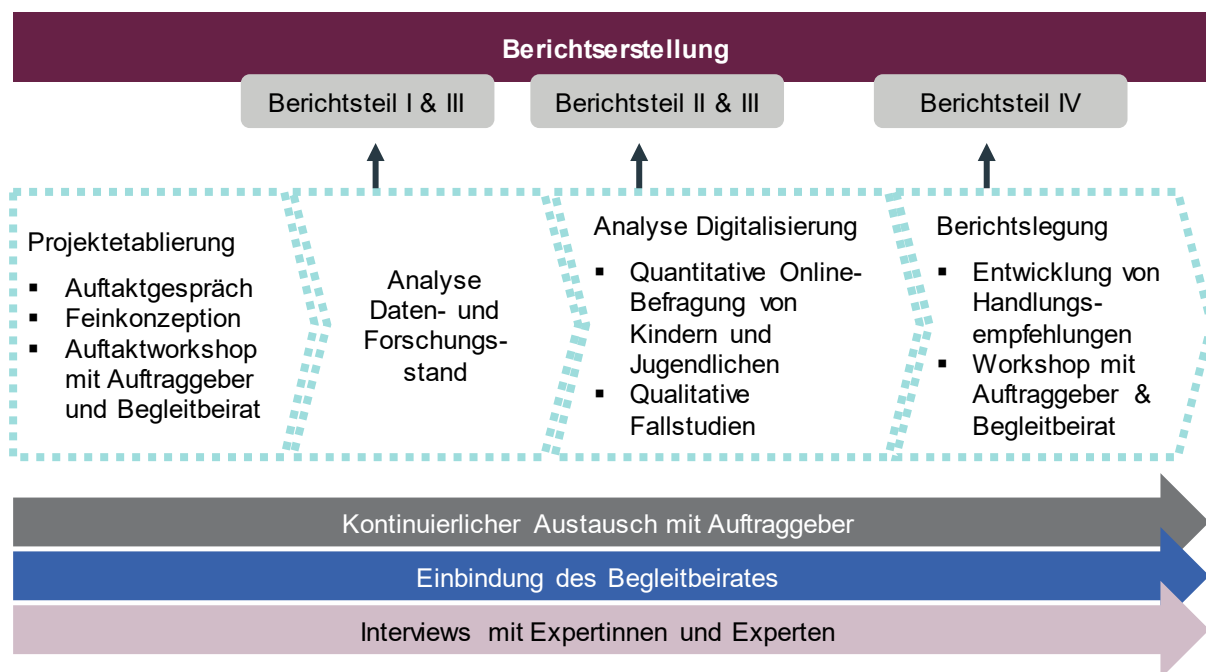 Berichtserstellung
Berichtsteil I & III
Berichtsteil II & III
Berichtsteil IV
Projektetablierung
▪ Auftaktgespräch
▪ Feinkonzeption
▪ Auftaktworkshop
mit Auftraggeber
und Begleitbeirat
Analyse
Daten- und
Forschungs-
stand
Analyse Digitalisierung
▪ Quantitative Online-
Befragung von
Kindern und
Jugendlichen
▪ Qualitative
Fallstudien
Berichtslegung
▪ Entwicklung von
Handlungs-
empfehlungen
▪ Workshop mit
Auftraggeber &
Begleitbeirat
Kontinuierlicher Austausch mit Auftraggeber
Einbindung des Begleitbeirates
Interviews mit Expertinnen und Experten